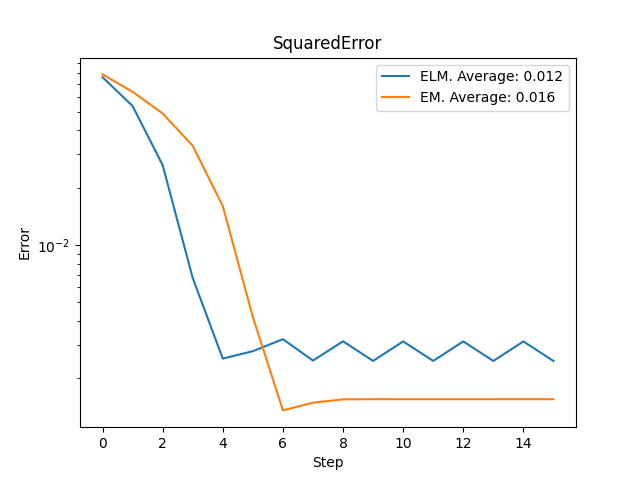 SquaredError
ELM. Average: 0.012
EM. Average: 0.016
Error
10⁻²
0 2 4 6 8 10 12 14
Step